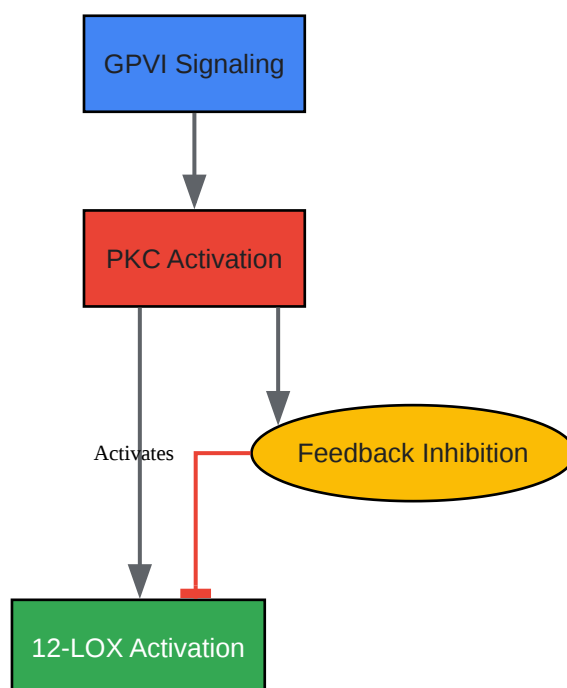 GPVI Signaling
PKC Activation
Activates
Feedback Inhibition
12-LOX Activation